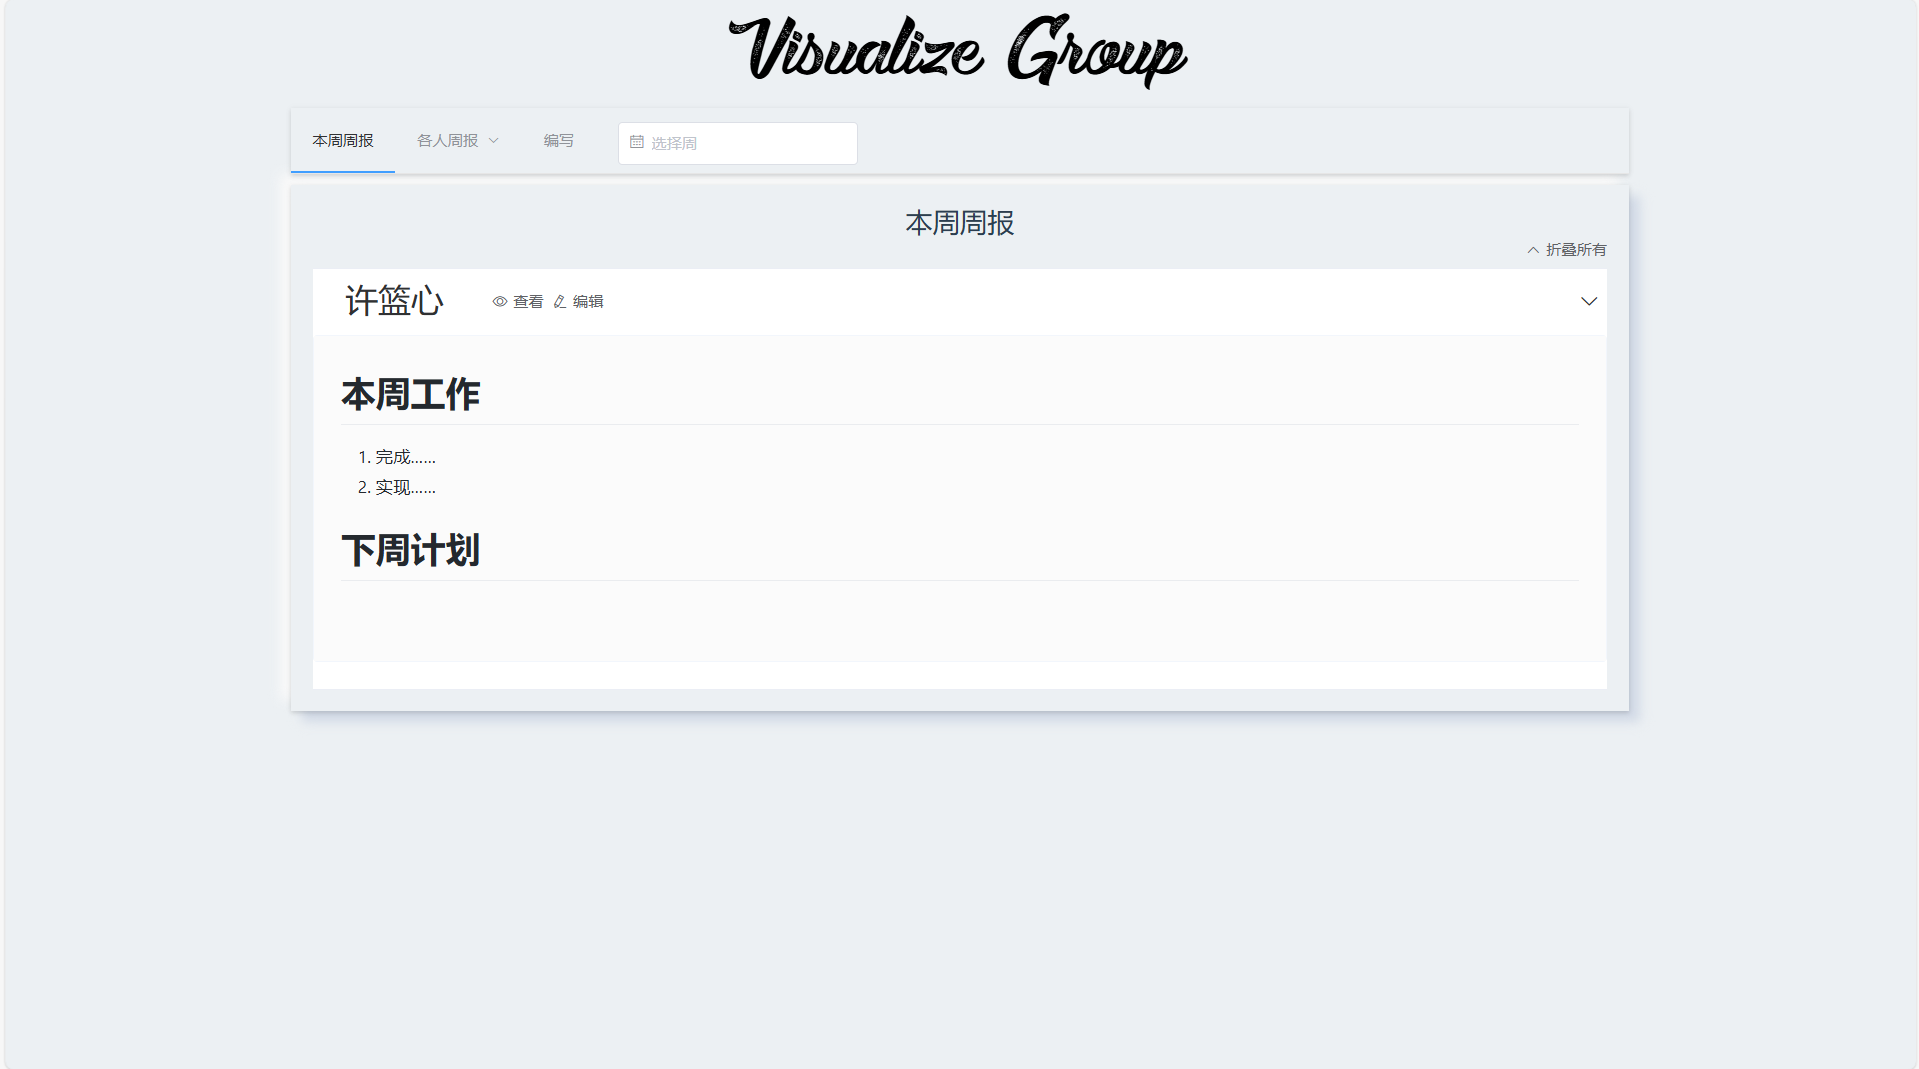 Visualize Group
本周周报 各人周报 编写 选择周
本周周报
折叠所有
许篮心 查看 编辑
本周工作
1. 完成......
2. 实现......
下周计划